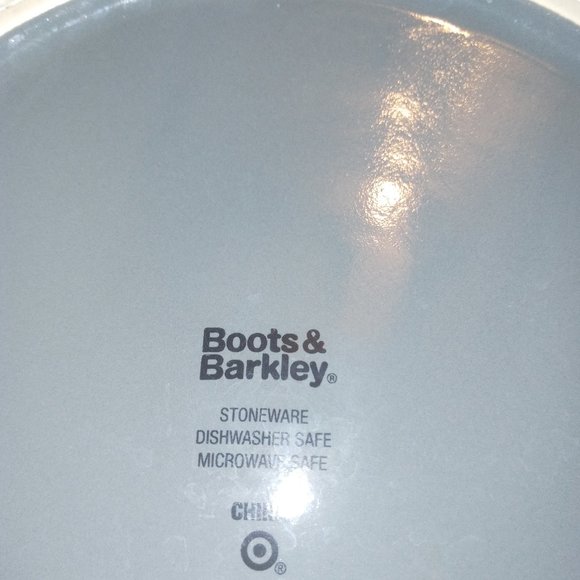 Boots&
Barkley®
STONEWARE
DISHWASHER SAFE
MICROWAVE SAFE
CHINA
®